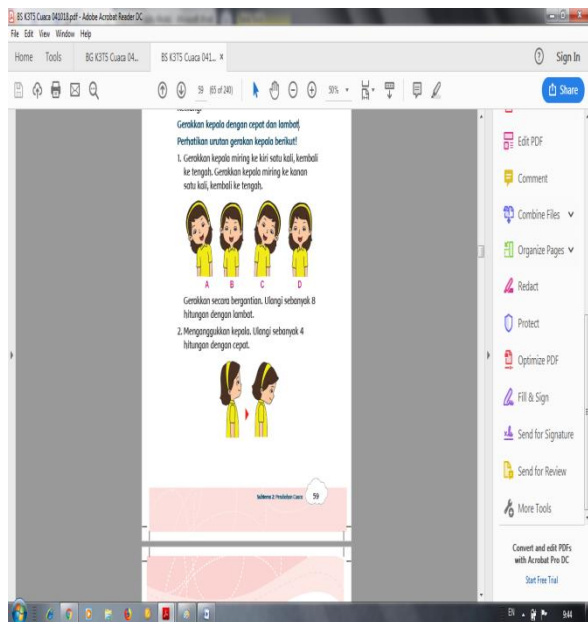 BS K3T5 Cuaca 041018.pdf - Adobe Acrobat Reader DC
File Edit View Window Help
Home Tools BG K3T5 Cuaca 04... BS K3T5 Cuaca 041... x Sign In
59 (65 of 240) 50% Share
Gerakkan kepala dengan cepat dan lambat.
Perhatikan urutan gerakan kepala berikut!
1. Gerakkan kepala miring ke kiri satu kali, kembali
ke tengah. Gerakkan kepala miring ke kanan
satu kali, kembali ke tengah.
A B C D
Gerakkan secara bergantian. Ulangi sebanyak 8
hitungan dengan lambat.
2. Menganggukkan kepala. Ulangi sebanyak 4
hitungan dengan cepat.
Subtema 2: Perubahan Cuaca 59
Edit PDF
Comment
Combine Files
Organize Pages
Redact
Protect
Optimize PDF
Fill & Sign
Send for Signature
Send for Review
More Tools
Convert and edit PDFs
with Acrobat Pro DC
Start Free Trial
EN 9:44